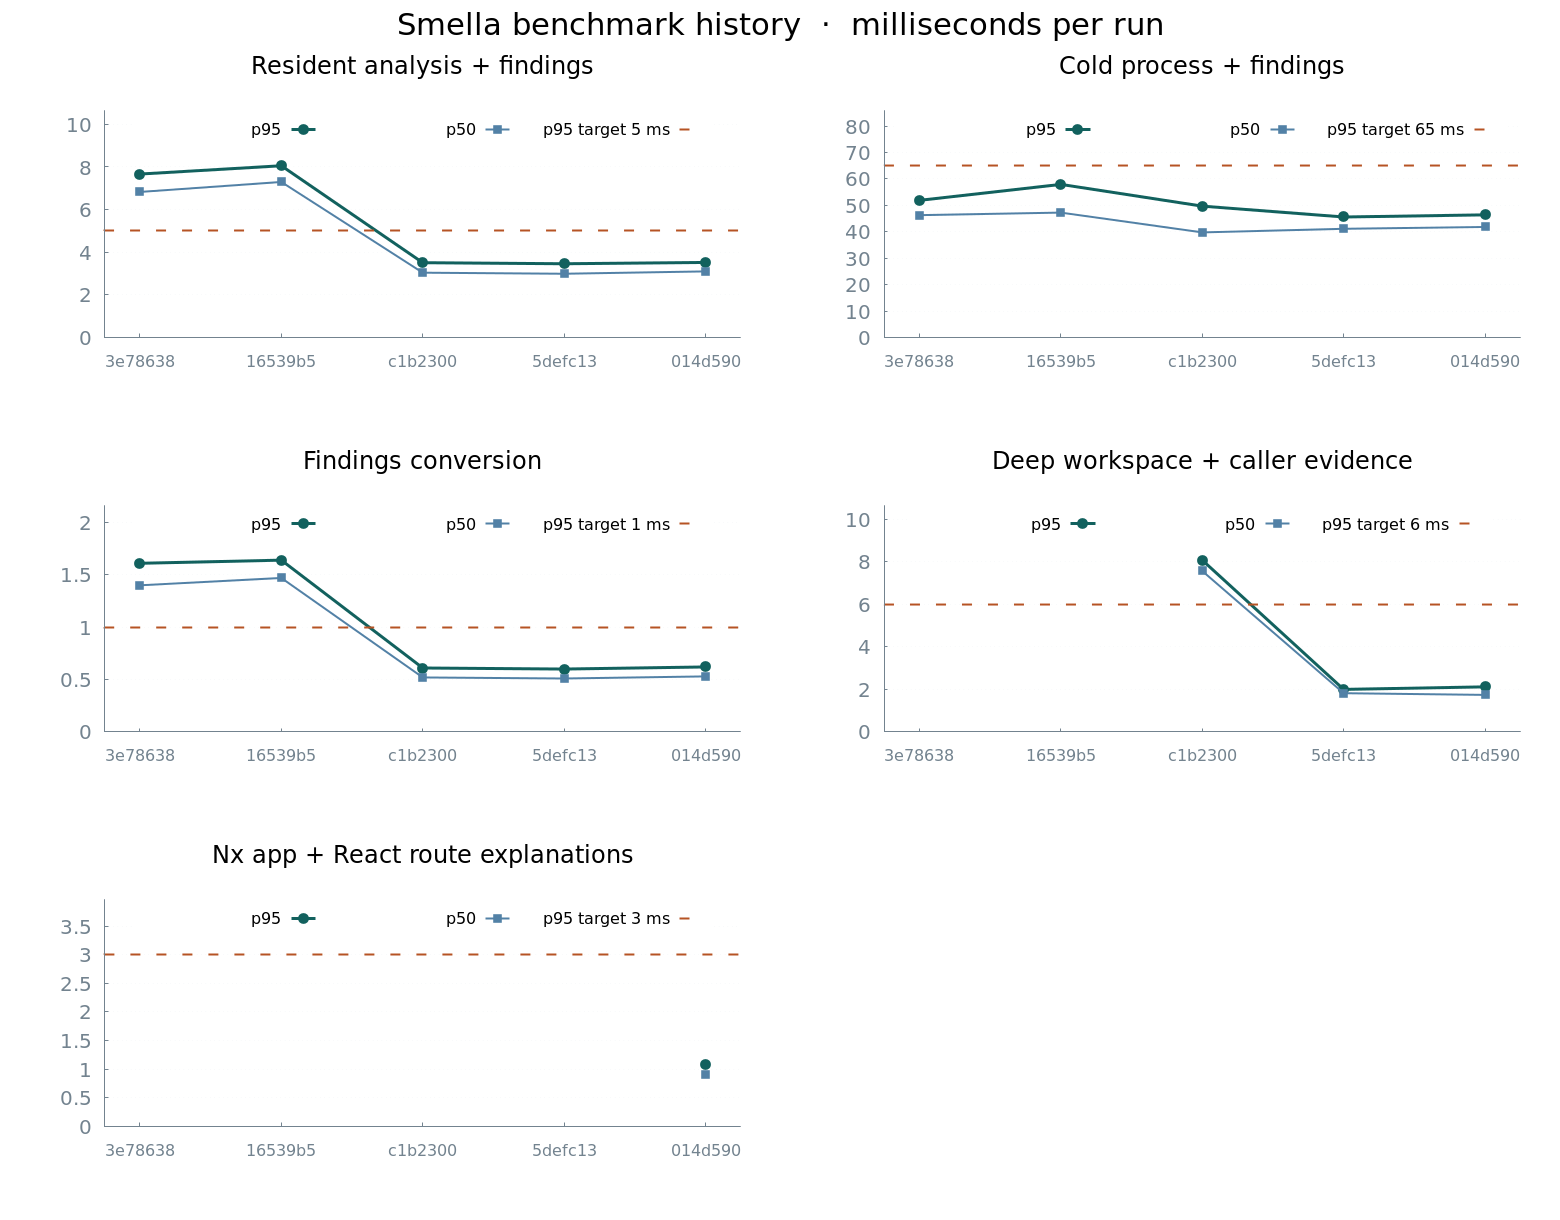 Smella benchmark history · milliseconds per run
Resident analysis + findings
p95
p50
p95 target 5 ms
10
8
6
4
2
0
3e78638 16539b5 c1b2300 5defc13 014d590
Cold process + findings
p95
p50
p95 target 65 ms
80
70
60
50
40
30
20
10
0
3e78638 16539b5 c1b2300 5defc13 014d590
Findings conversion
p95
p50
p95 target 1 ms
2
1.5
1
0.5
0
3e78638 16539b5 c1b2300 5defc13 014d590
Deep workspace + caller evidence
p95
p50
p95 target 6 ms
10
8
6
4
2
0
3e78638 16539b5 c1b2300 5defc13 014d590
Nx app + React route explanations
p95
p50
p95 target 3 ms
3.5
3
2.5
2
1.5
1
0.5
0
3e78638 16539b5 c1b2300 5defc13 014d590